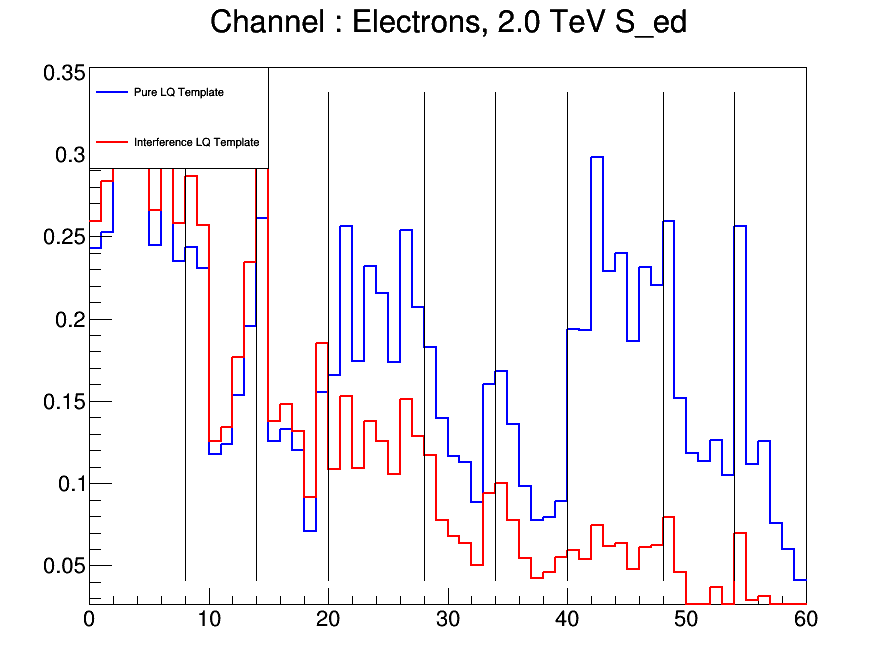 Channel : Electrons, 2.0 TeV S_ed
0.35
Pure LQ Template
Interference LQ Template
0.3
0.25
0.2
0.15
0.1
0.05
0 10 20 30 40 50 60